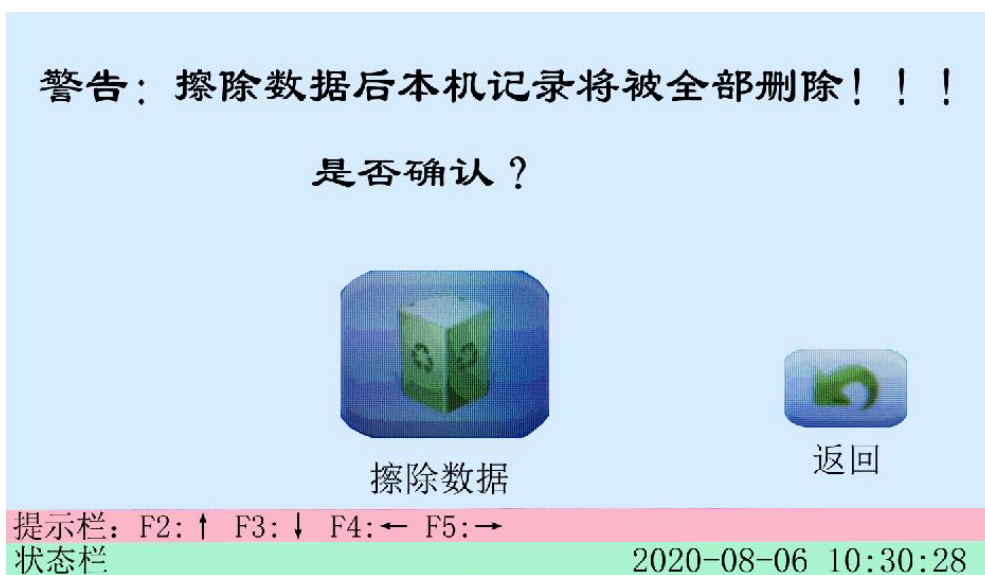 警告：擦除数据后本机记录将被全部删除！！！
是否确认？
擦除数据
返回
提示栏：F2:↑ F3:↓ F4:← F5:→
状态栏 2020-08-06 10:30:28